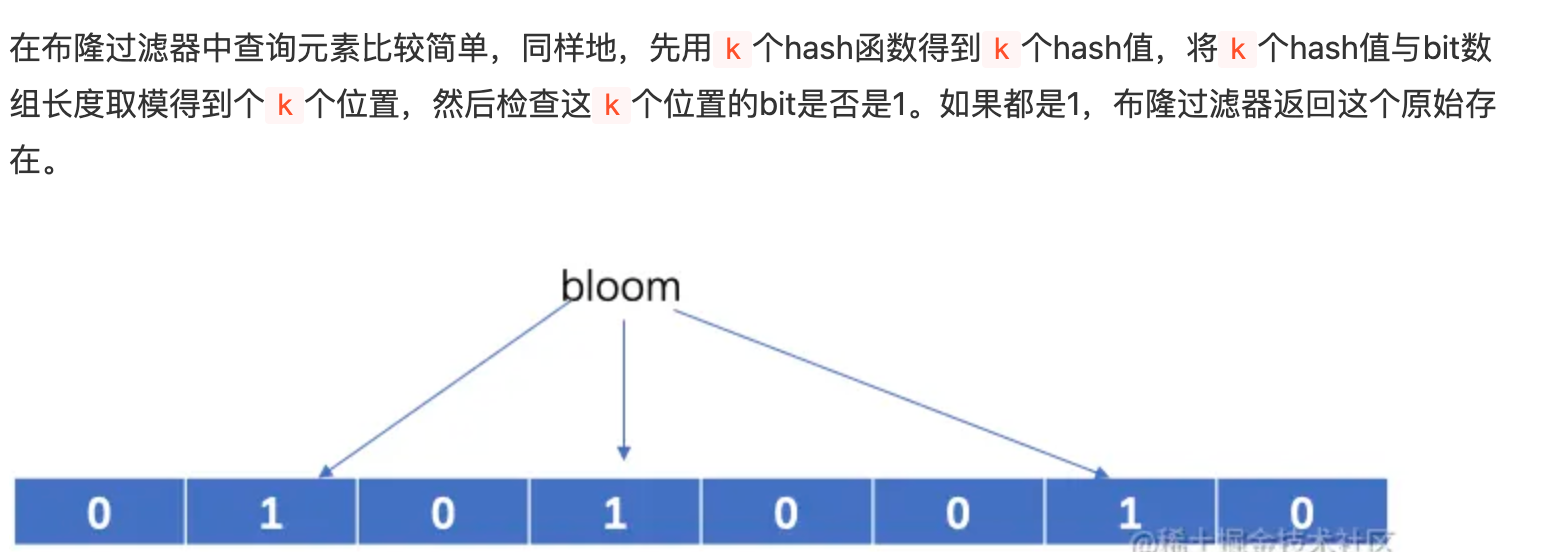 在布隆过滤器中查询元素比较简单，同样地，先用 k 个hash函数得到 k 个hash值，将 k 个hash值与bit数
组长度取模得到个 k 个位置，然后检查这 k 个位置的bit是否是1。如果都是1，布隆过滤器返回这个原始存
在。
bloom
0 1 0 1 0 0 1 0
@稀土掘金技术社区